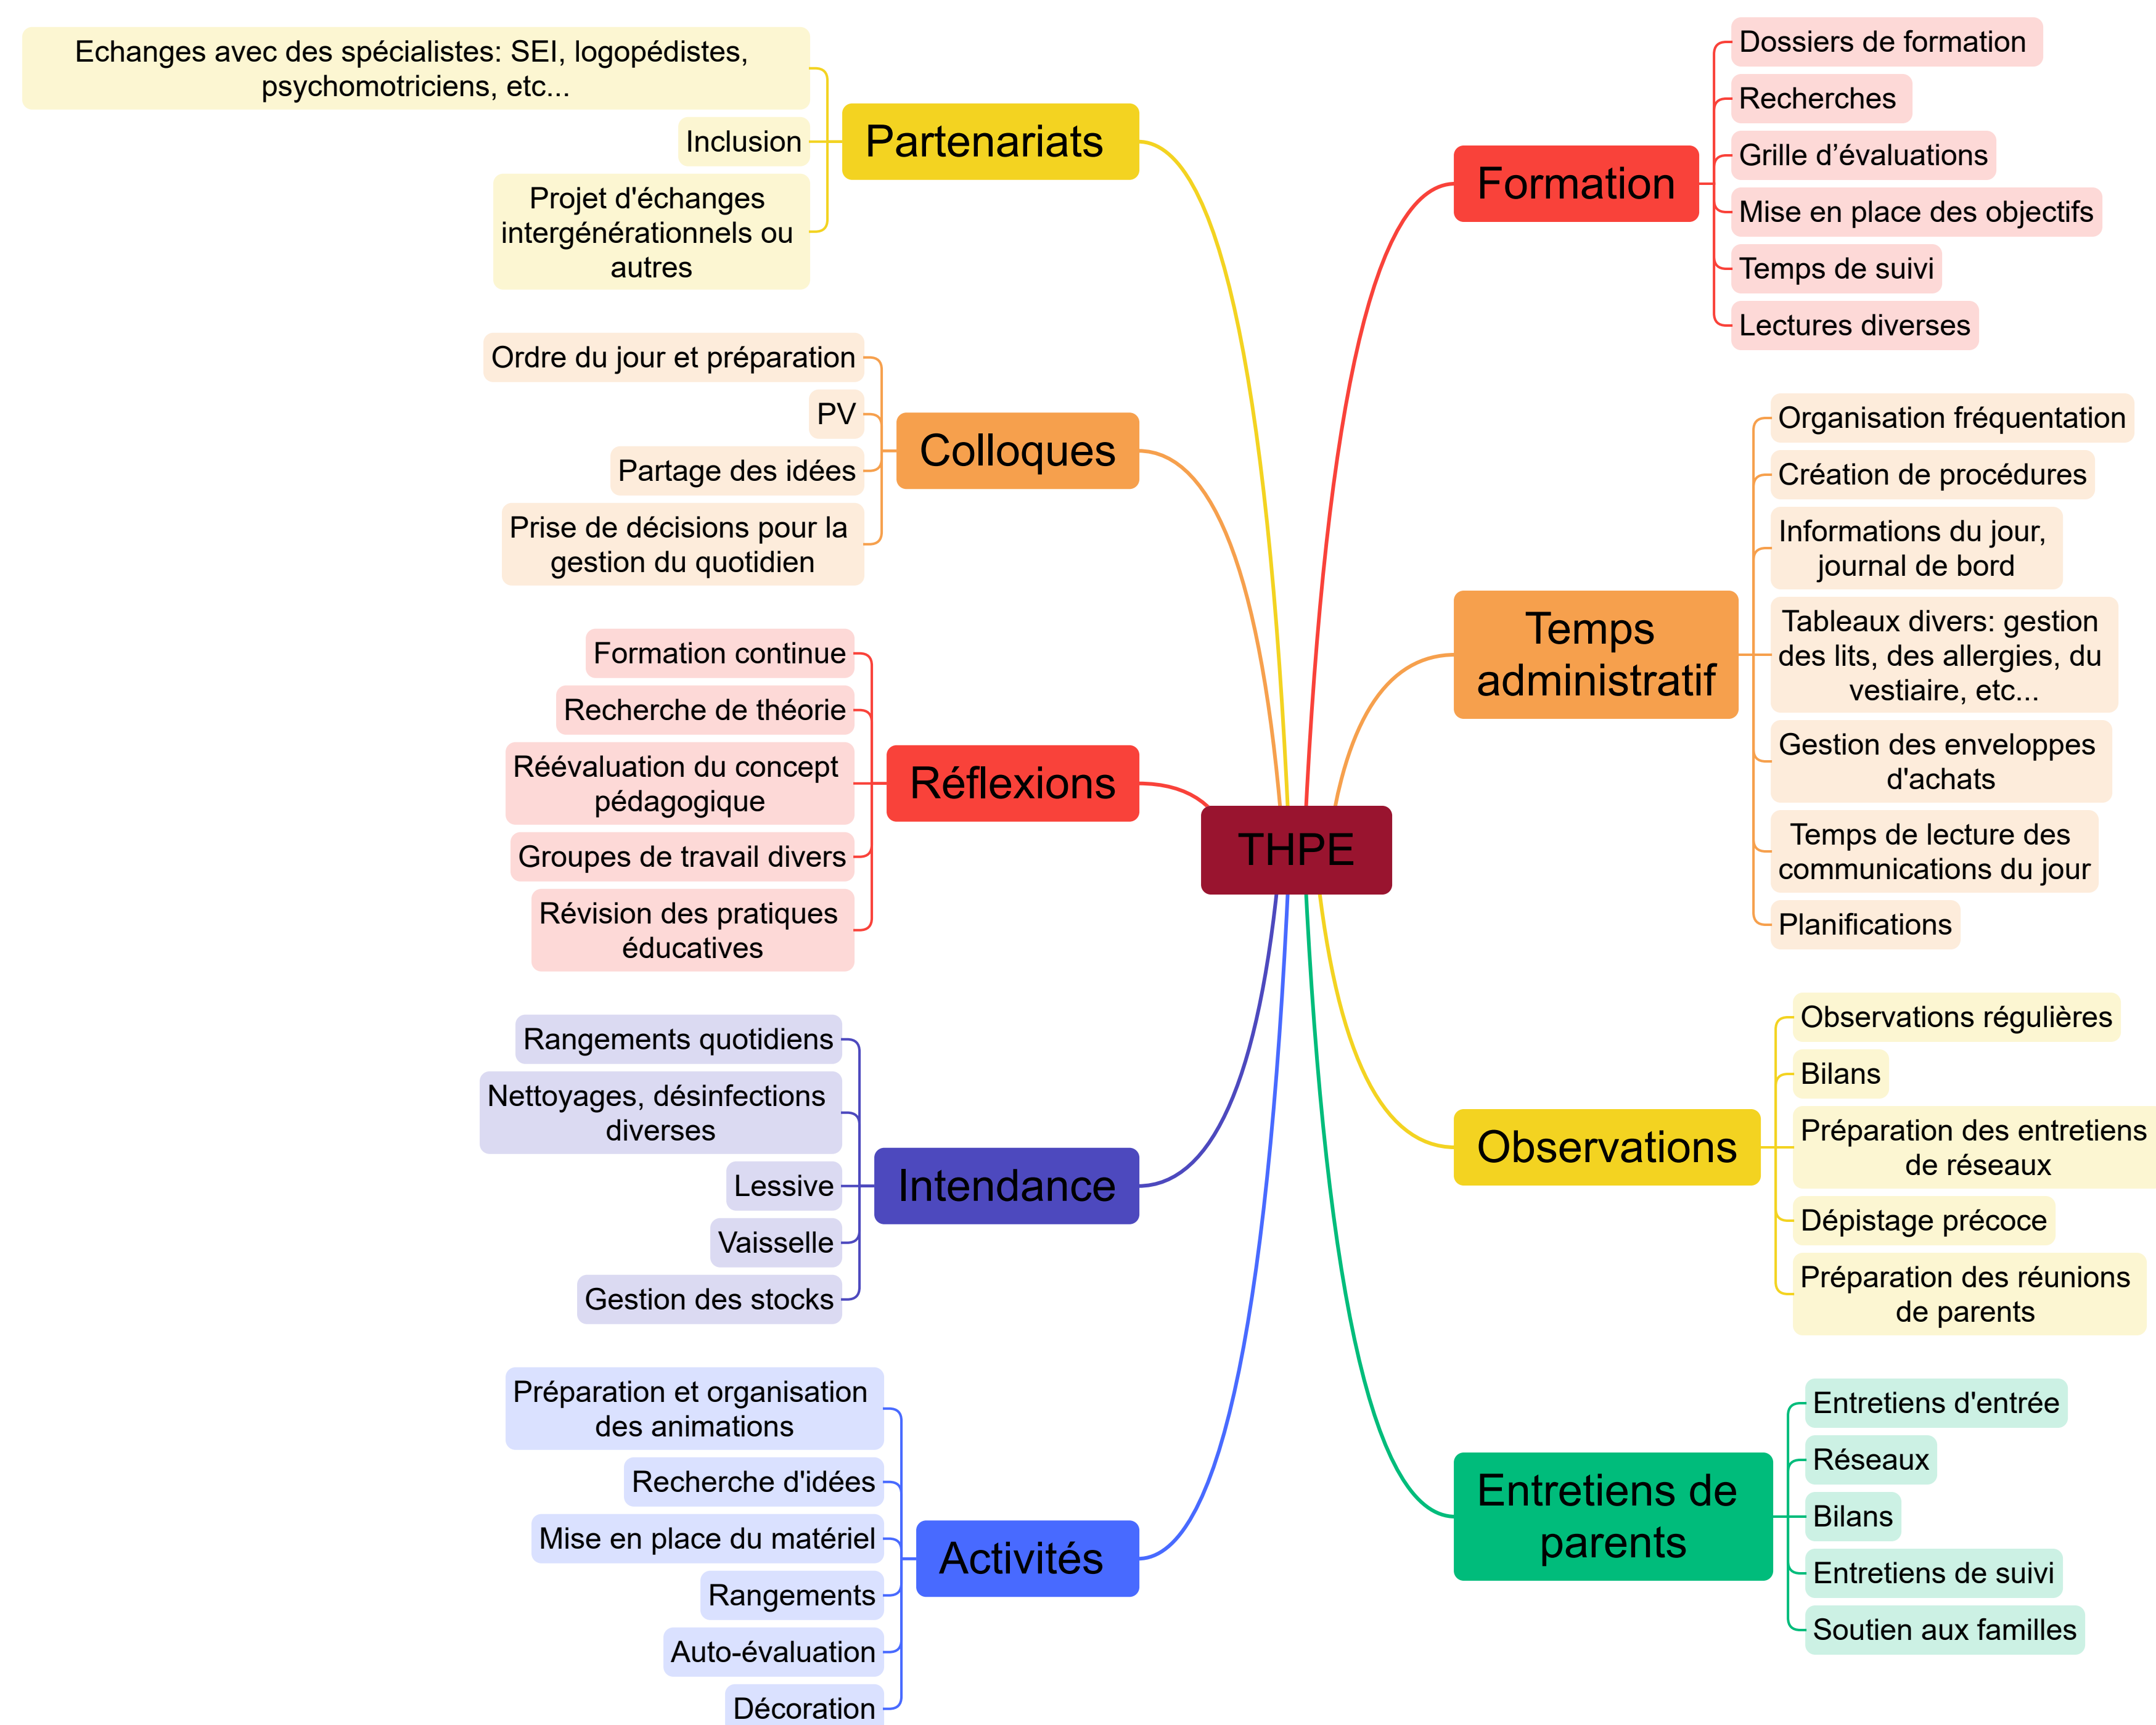 THPE
Formation
Dossiers de formation
Recherches
Grille d’évaluations
Mise en place des objectifs
Temps de suivi
Lectures diverses
Temps
administratif
Organisation fréquentation
Création de procédures
Informations du jour,
journal de bord
Tableaux divers: gestion
des lits, des allergies, du
vestiaire, etc...
Gestion des enveloppes
d'achats
Temps de lecture des
communications du jour
Planifications
Observations
Observations régulières
Bilans
Préparation des entretiens
de réseaux
Dépistage précoce
Préparation des réunions
de parents
Entretiens de
parents
Entretiens d'entrée
Réseaux
Bilans
Entretiens de suivi
Soutien aux familles
Partenariats
Echanges avec des spécialistes: SEI, logopédistes,
psychomotriciens, etc...
Inclusion
Projet d'échanges
intergénérationnels ou
autres
Colloques
Ordre du jour et préparation
PV
Partage des idées
Prise de décisions pour la
gestion du quotidien
Réflexions
Formation continue
Recherche de théorie
Réévaluation du concept
pédagogique
Groupes de travail divers
Révision des pratiques
éducatives
Intendance
Rangements quotidiens
Nettoyages, désinfections
diverses
Lessive
Vaisselle
Gestion des stocks
Activités
Préparation et organisation
des animations
Recherche d'idées
Mise en place du matériel
Rangements
Auto-évaluation
Décoration